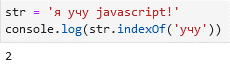 str = 'я учу javascript!'
console.log(str.indexOf('учу'))
2